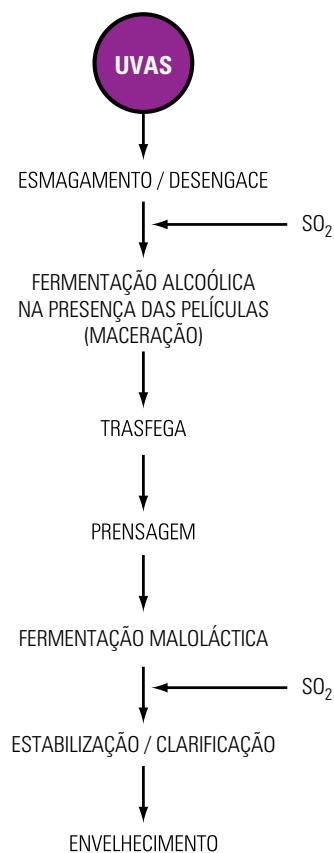 UVAS
ESMAGAMENTO / DESENGACE
SO₂
FERMENTAÇÃO ALCOÓLICA
NA PRESENÇA DAS PELÍCULAS
(MACERAÇÃO)
TRASFEGA
PRENSAGEM
FERMENTAÇÃO MALOLÁCTICA
SO₂
ESTABILIZAÇÃO / CLARIFICAÇÃO
ENVELHECIMENTO